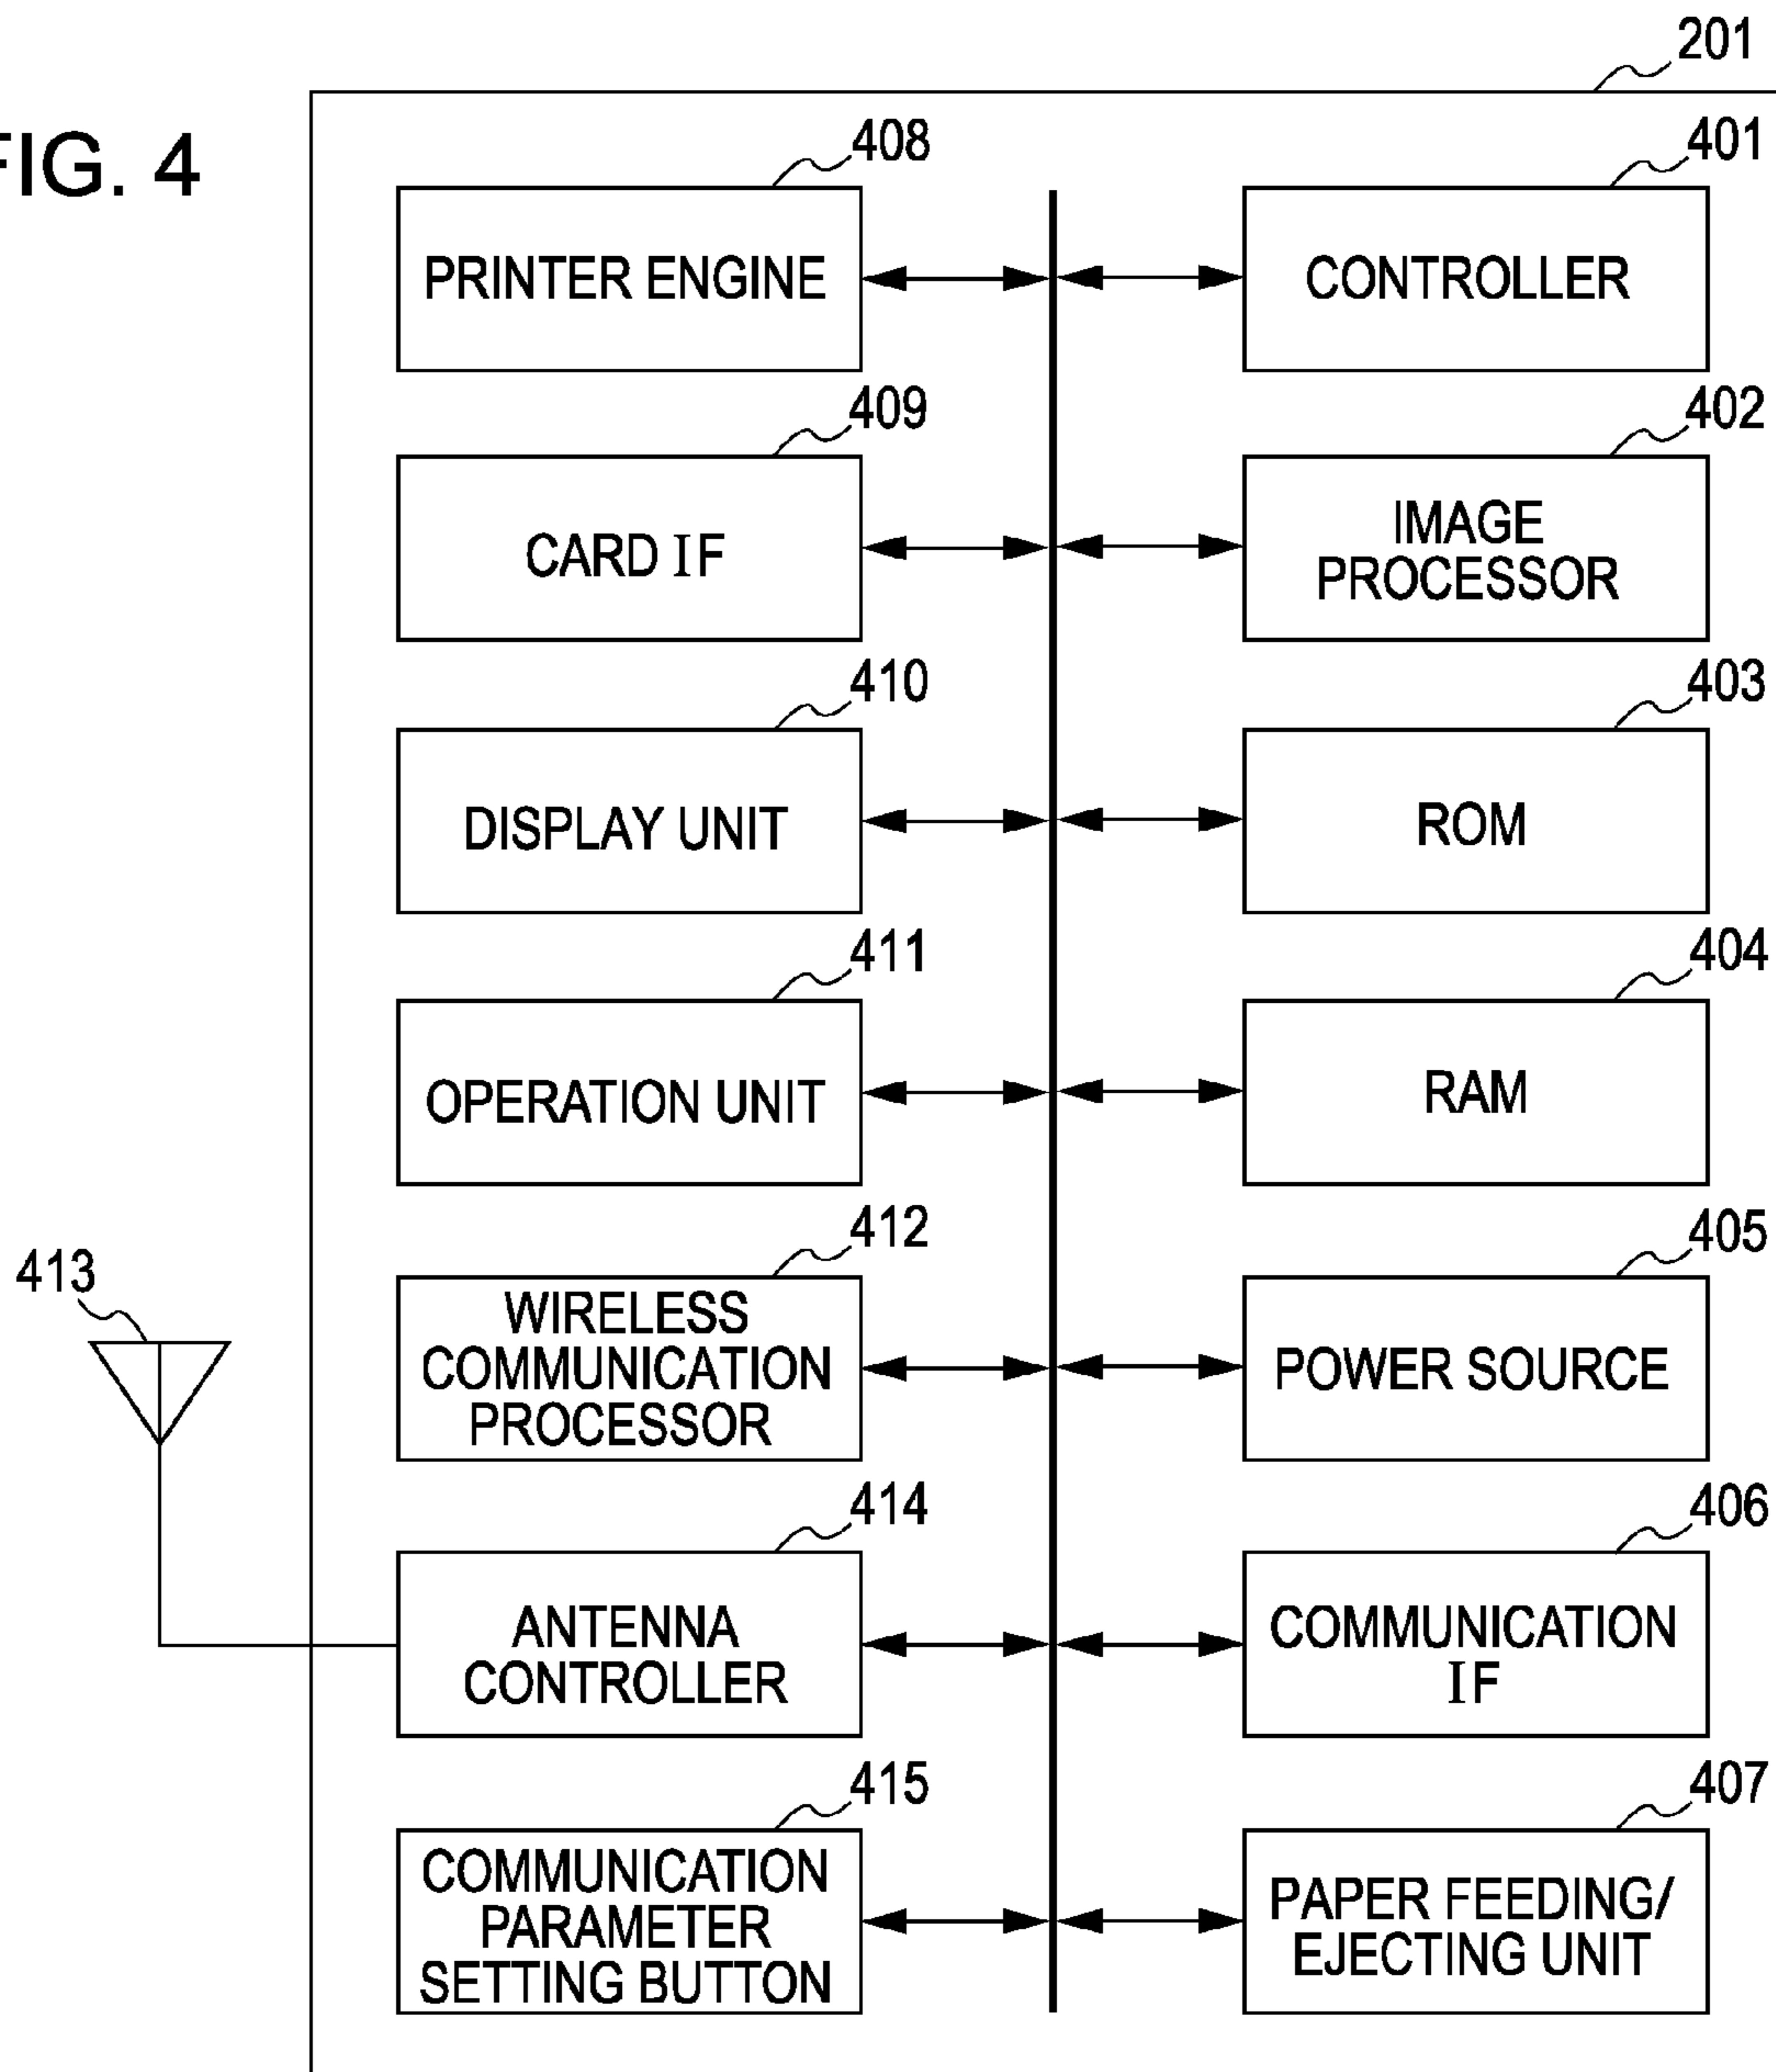 201
FIG. 4
408
401
PRINTER ENGINE
CONTROLLER
409
402
CARD IF
IMAGE
PROCESSOR
410
403
DISPLAY UNIT
ROM
411
404
OPERATION UNIT
RAM
412
405
413
WIRELESS
COMMUNICATION
PROCESSOR
POWER SOURCE
414
406
ANTENNA
CONTROLLER
COMMUNICATION
IF
415
407
COMMUNICATION
PARAMETER
SETTING BUTTON
PAPER FEEDING/
EJECTING UNIT